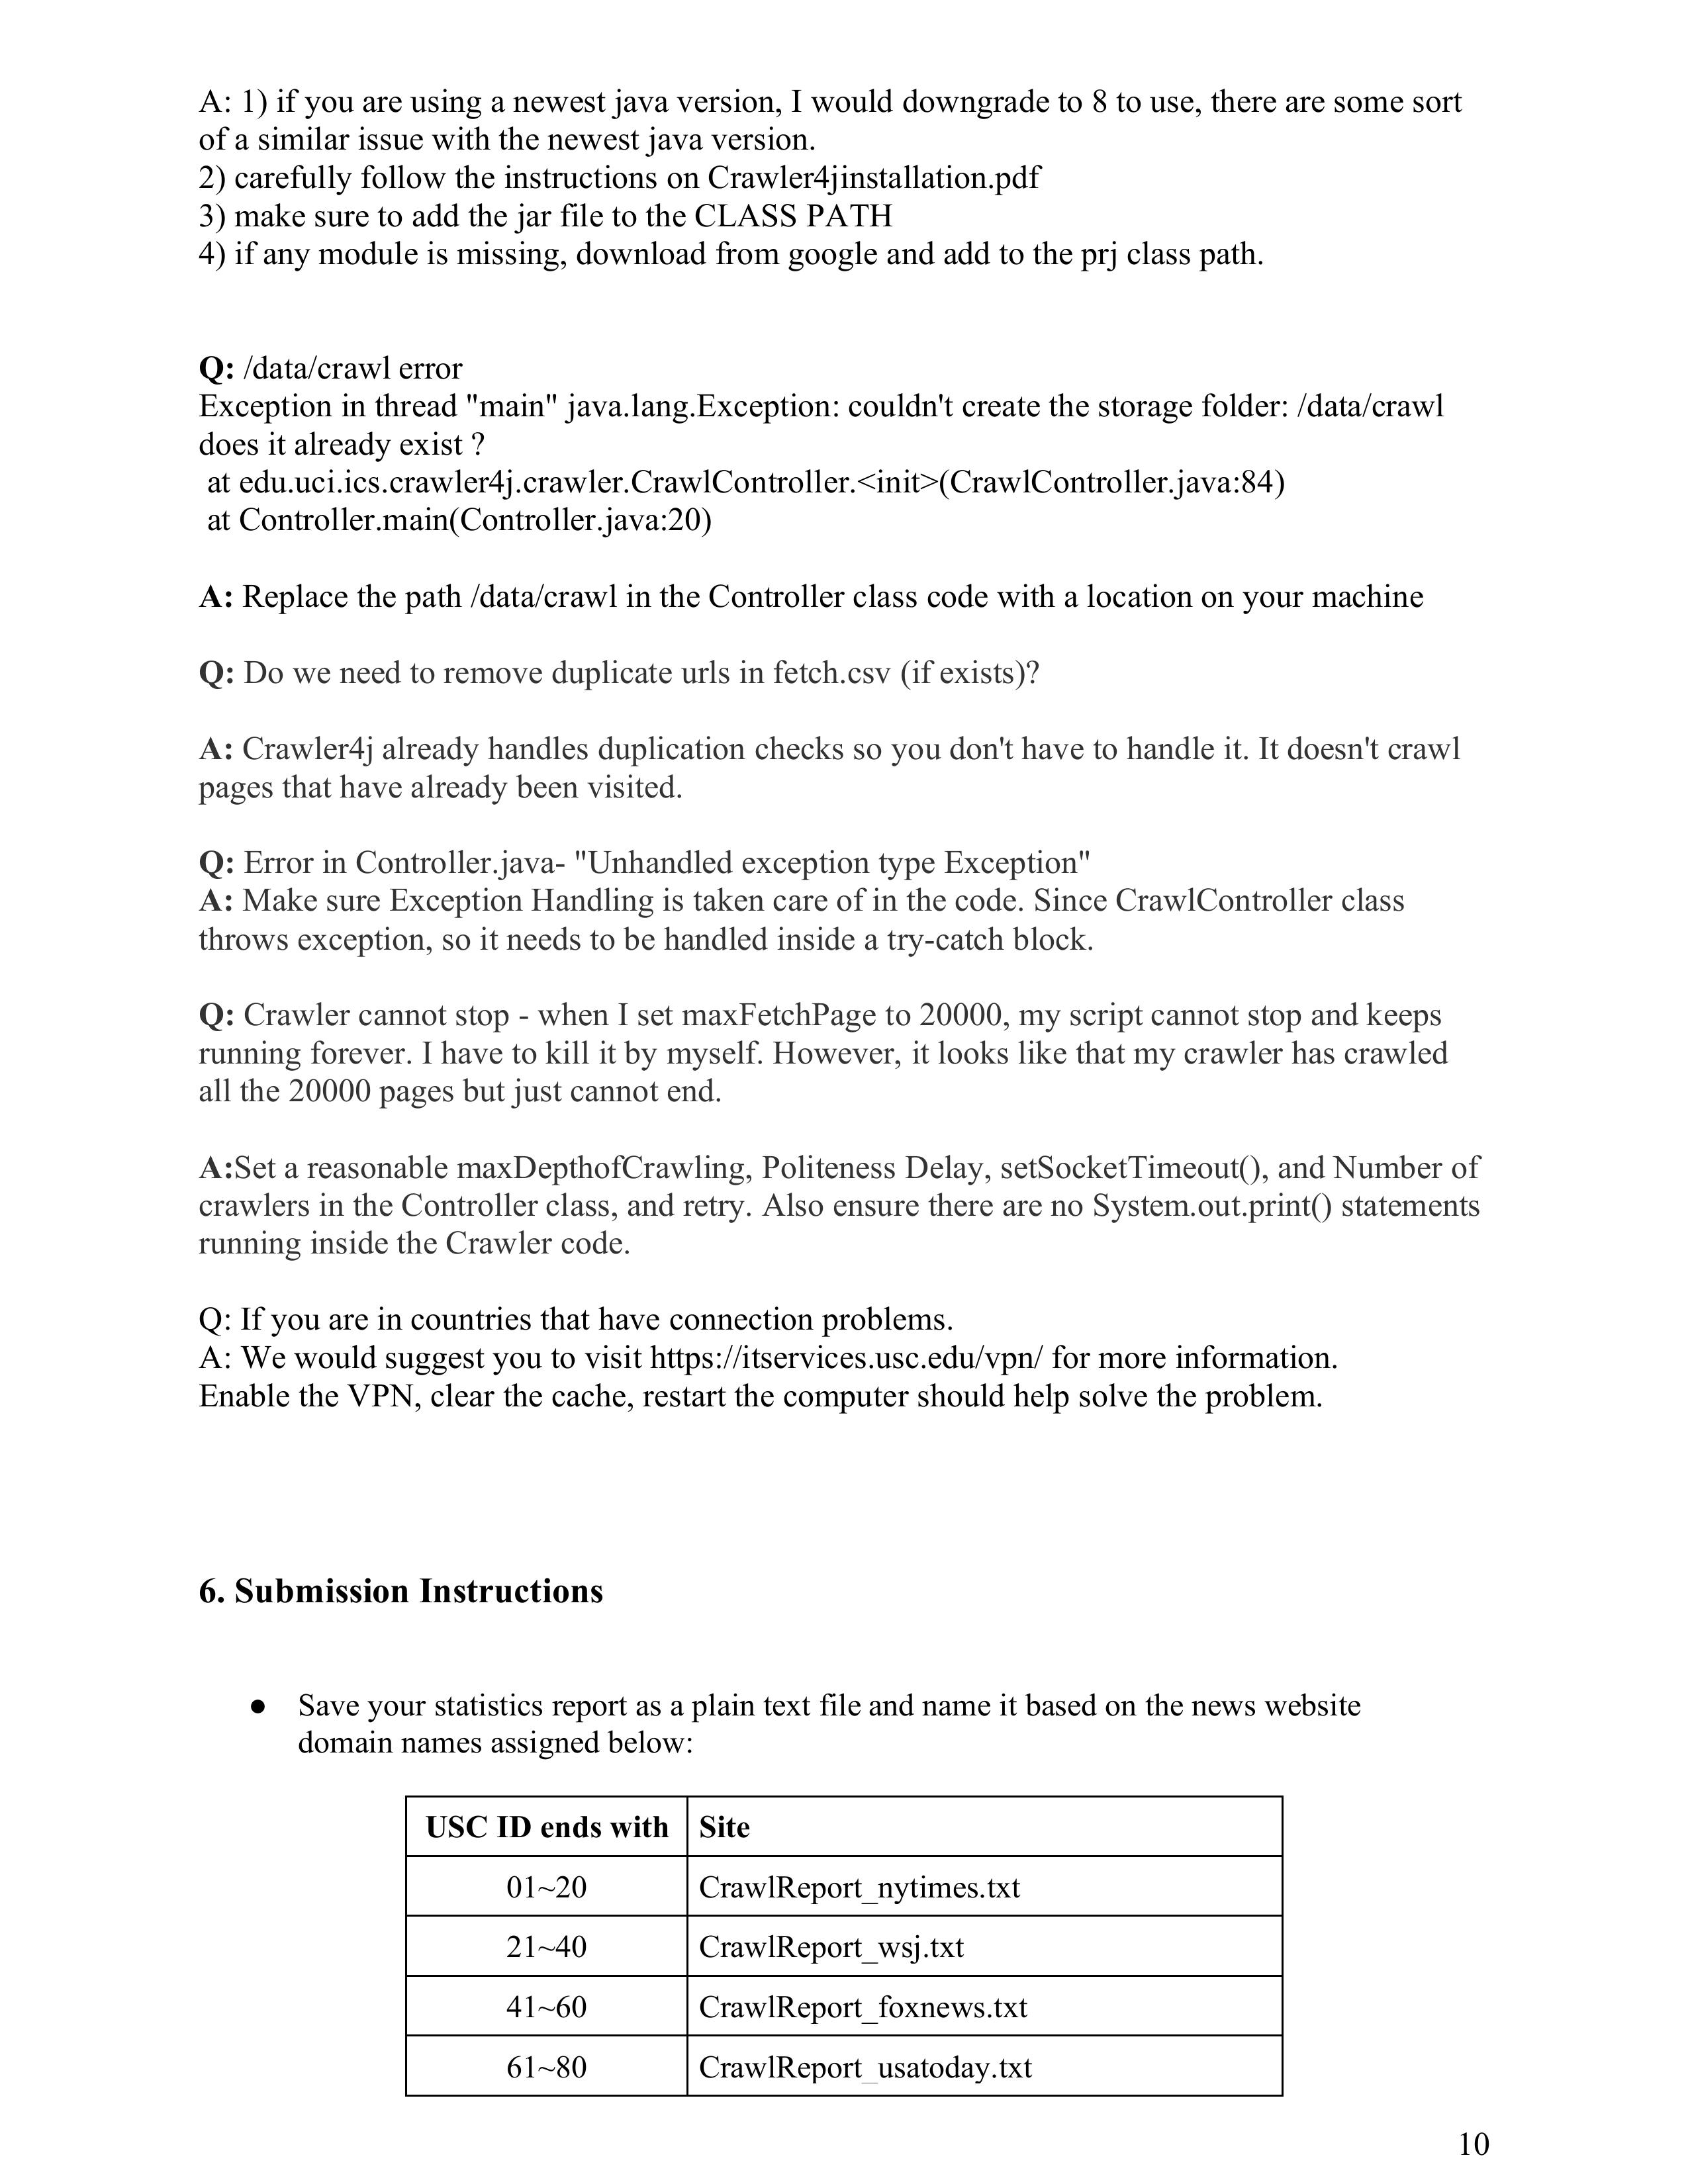 A: 1) if you are using a newest java version, I would downgrade to 8 to use, there are some sort
of a similar issue with the newest java version.
2) carefully follow the instructions on Crawler4jinstallation.pdf
3) make sure to add the jar file to the CLASS PATH
4) if any module is missing, download from google and add to the prj class path.
Q: /data/crawl error
Exception in thread "main" java.lang.Exception: couldn't create the storage folder: /data/crawl
does it already exist ?
at edu.uci.ics.crawler4j.crawler.CrawlController.<init>(CrawlController.java:84)
at Controller.main(Controller.java:20)
A: Replace the path /data/crawl in the Controller class code with a location on your machine
Q: Do we need to remove duplicate urls in fetch.csv (if exists)?
A: Crawler4j already handles duplication checks so you don't have to handle it. It doesn't crawl
pages that have already been visited.
Q: Error in Controller.java- "Unhandled exception type Exception"
A: Make sure Exception Handling is taken care of in the code. Since CrawlController class
throws exception, so it needs to be handled inside a try-catch block.
Q: Crawler cannot stop - when I set maxFetchPage to 20000, my script cannot stop and keeps
running forever. I have to kill it by myself. However, it looks like that my crawler has crawled
all the 20000 pages but just cannot end.
A:Set a reasonable maxDepthofCrawling, Politeness Delay, setSocketTimeout(), and Number of
crawlers in the Controller class, and retry. Also ensure there are no System.out.print() statements
running inside the Crawler code.
Q: If you are in countries that have connection problems.
A: We would suggest you to visit https://itservices.usc.edu/vpn/ for more information.
Enable the VPN, clear the cache, restart the computer should help solve the problem.
6. Submission Instructions
● Save your statistics report as a plain text file and name it based on the news website
domain names assigned below:
USC ID ends with Site
01~20 CrawlReport_nytimes.txt
21~40 CrawlReport_wsj.txt
41~60 CrawlReport_foxnews.txt
61~80 CrawlReport_usatoday.txt
10